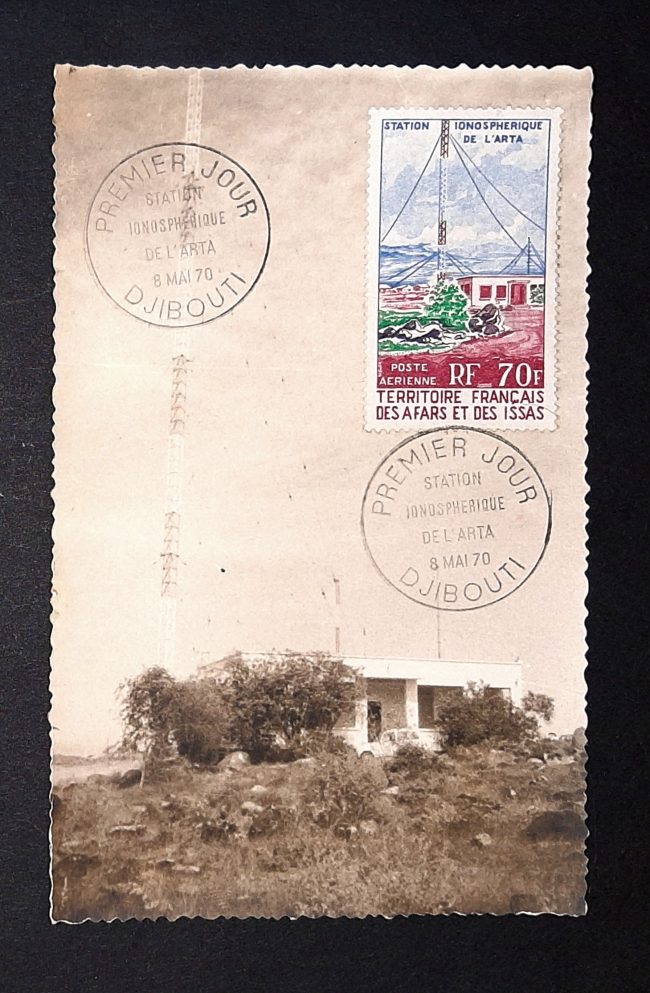 STATION IONOSPHERIQUE
DE L'ARTA
POSTE
AERIENNE RF 70F
TERRITOIRE FRANÇAIS
DES AFARS ET DES ISSAS
PREMIER JOUR
STATION
IONOSPHERIQUE
DE L'ARTA
8 MAI 70
DJIBOUTI
PREMIER JOUR
STATION
IONOSPHERIQUE
DE L'ARTA
8 MAI 70
DJIBOUTI